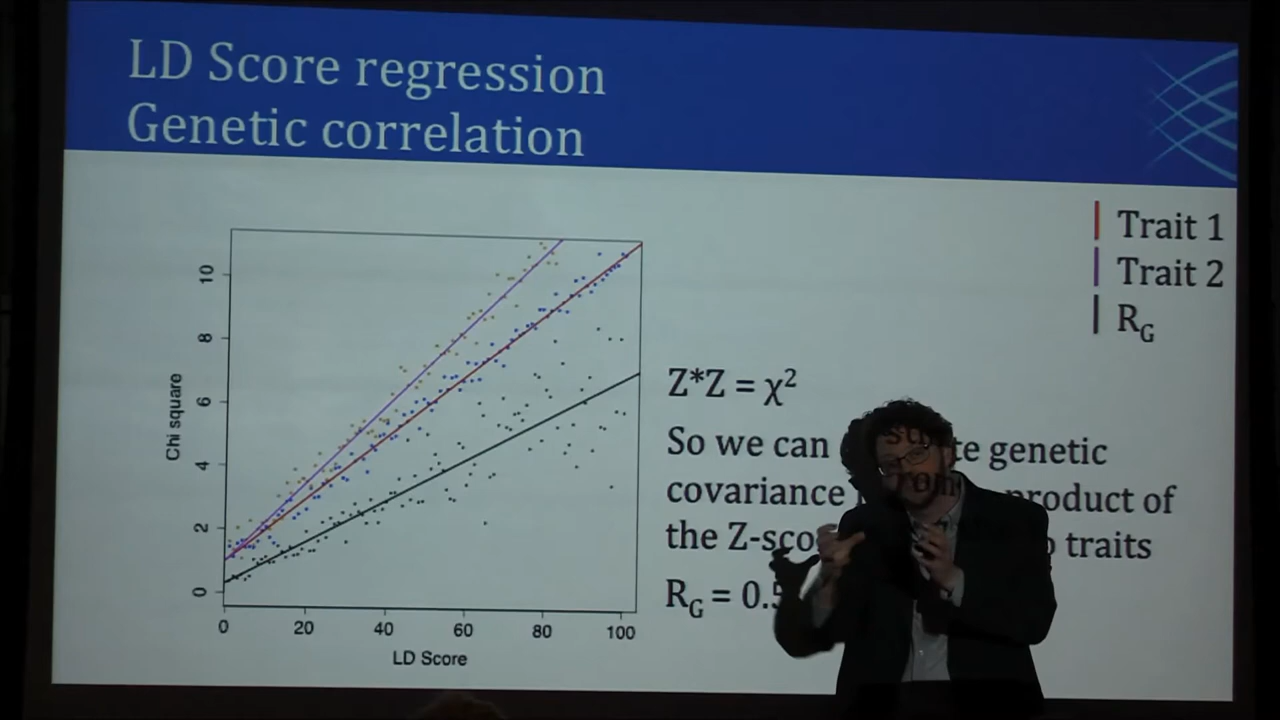 LD Score regression
Genetic correlation
Trait 1
Trait 2
R_G
10
8
6
4
2
0
Chi square
0 20 40 60 80 100
LD Score
Z*Z = χ²
So we can genetic
covariance product of
the traits
R_G = 0.5